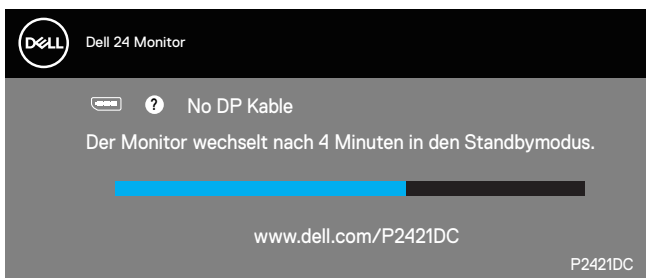 DELL
Dell 24 Monitor
? No DP Kable
Der Monitor wechselt nach 4 Minuten in den Standbymodus.
www.dell.com/P2421DC
P2421DC